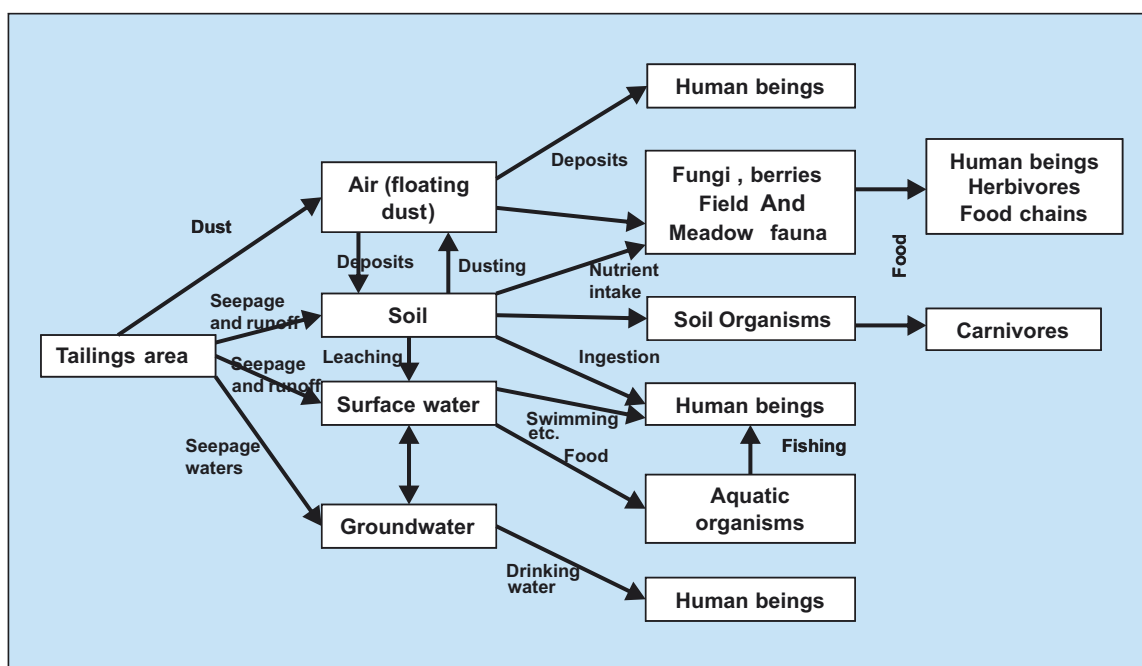 Human beings
Deposits
Air (floating
dust)
Fungi , berries
Field And
Meadow fauna
Human beings
Herbivores
Food chains
Dust
Deposits
Dusting
Nutrient
intake
Food
Seepage
and runoff
Soil
Soil Organisms
Carnivores
Tailings area
Leaching
Ingestion
Seepage
and runoff
Surface water
Human beings
Swimming
etc.
Food
Fishing
Seepage
waters
Aquatic
organisms
Groundwater
Drinking
water
Human beings